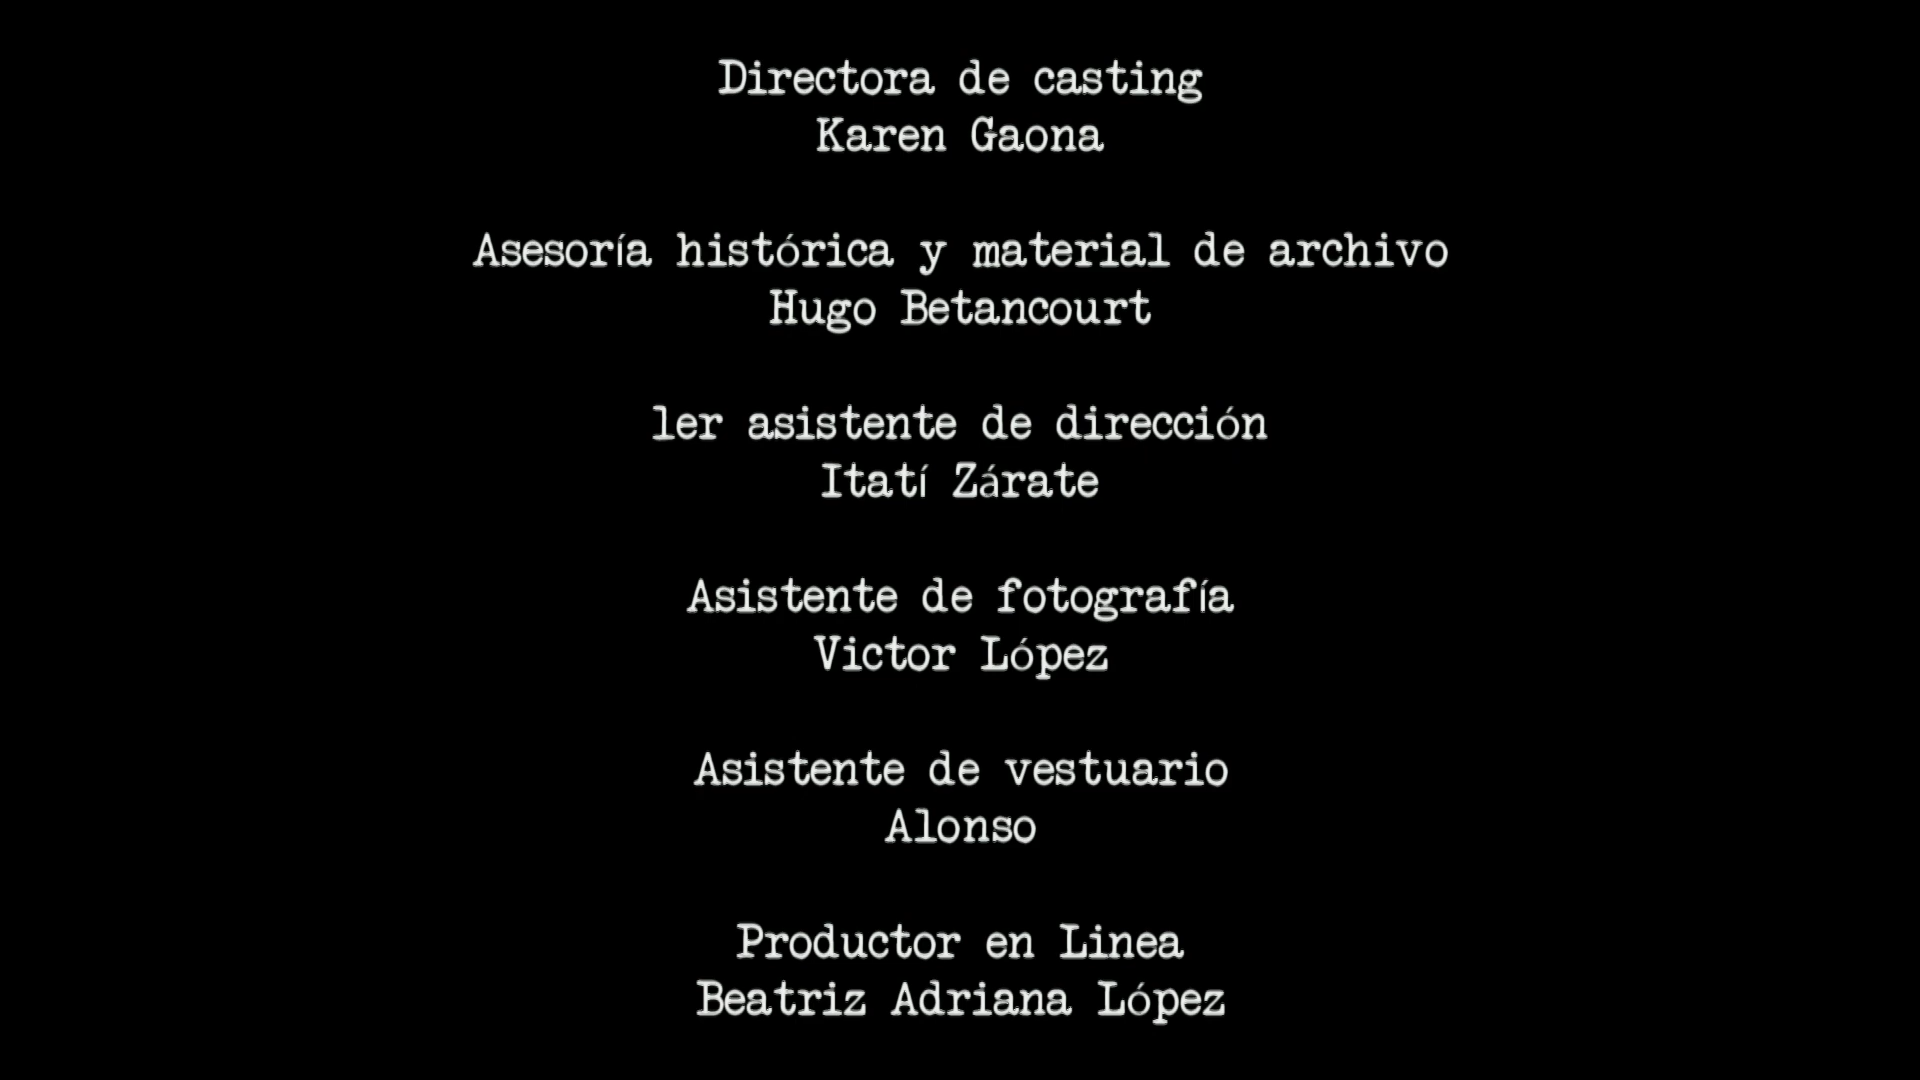 Directora de casting
Karen Gaona
Asesoría histórica y material de archivo
Hugo Betancourt
1er asistente de dirección
Itatí Zárate
Asistente de fotografía
Victor López
Asistente de vestuario
Alonso
Productor en Linea
Beatriz Adriana López